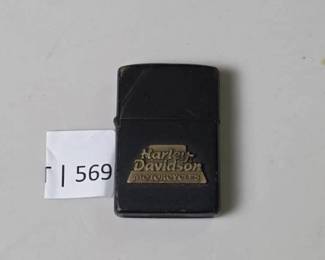 Harley-
Davidson
MOTORCYCLES
T | 569